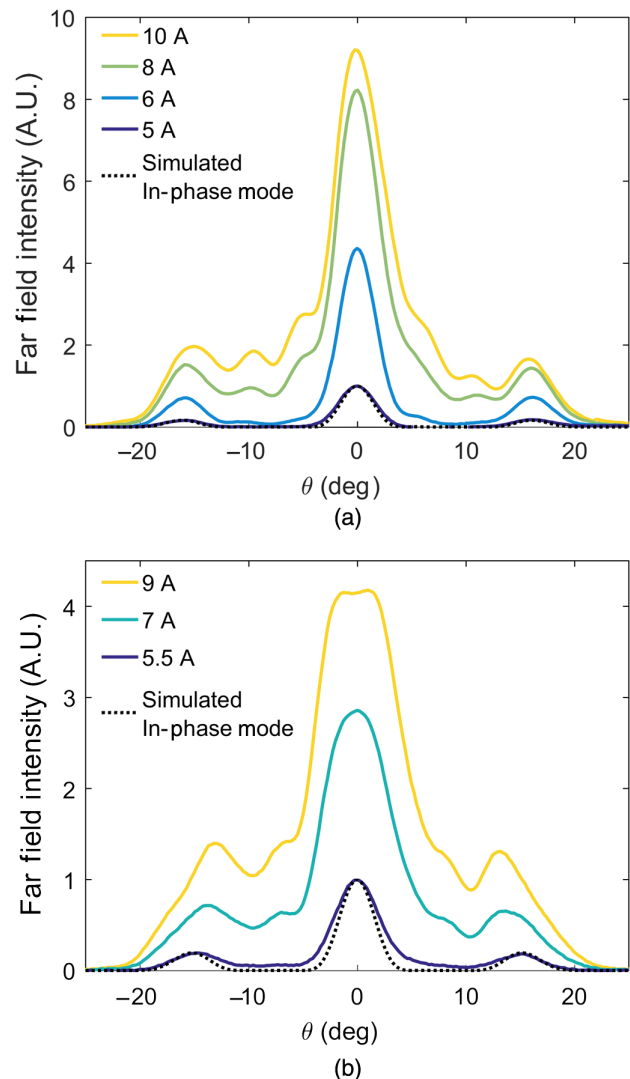 Far field intensity (A.U.)
10
8
6
4
2
0
10 A
8 A
6 A
5 A
Simulated
In-phase mode
−20
−10
0
10
20
θ (deg)
(a)
Far field intensity (A.U.)
4
3
2
1
0
9 A
7 A
5.5 A
Simulated
In-phase mode
−20
−10
0
10
20
θ (deg)
(b)